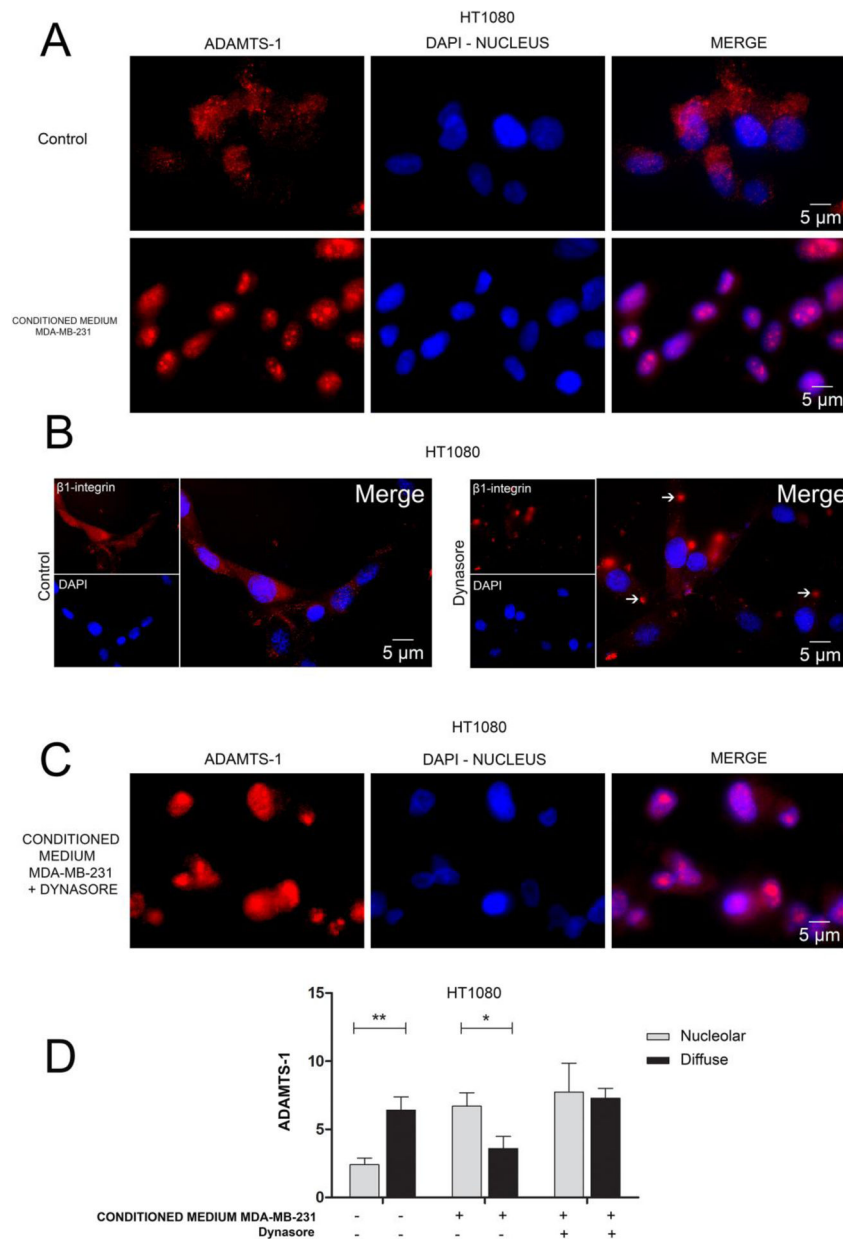 A
HT1080
ADAMTS-1
DAPI - NUCLEUS
MERGE
Control
5 µm
CONDITIONED MEDIUM
MDA-MB-231
5 µm
B
HT1080
Control
β1-integrin
DAPI
Merge
5 µm
Dynasore
β1-integrin
DAPI
Merge
5 µm
C
HT1080
ADAMTS-1
DAPI - NUCLEUS
MERGE
CONDITIONED
MEDIUM
MDA-MB-231
+ DYNASORE
5 µm
D
HT1080
ADAMTS-1
15
10
5
0
**
*
Nucleolar
Diffuse
CONDITIONED MEDIUM MDA-MB-231 - - + + + +
Dynasore - - - - + +